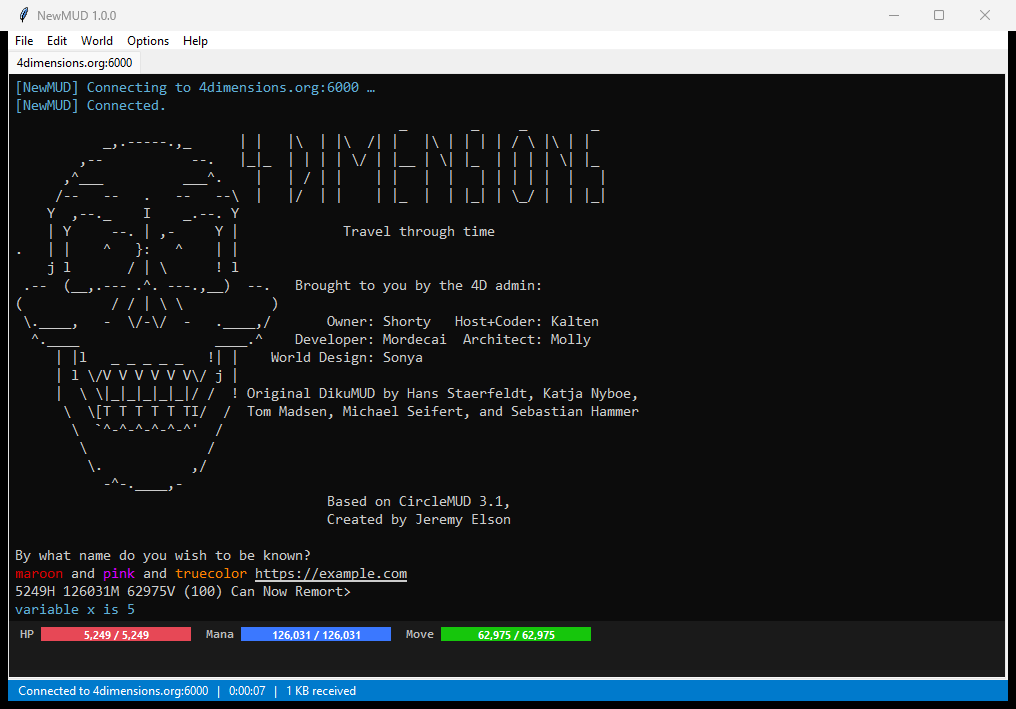 NewMUD 1.0.0
File Edit World Options Help
4dimensions.org:6000
[NewMUD] Connecting to 4dimensions.org:6000 …
[NewMUD] Connected.
4DIMENSIONS
Travel through time
Brought to you by the 4D admin:
Owner: Shorty Host+Coder: Kalten
Developer: Mordecai Architect: Molly
World Design: Sonya
Original DikuMUD by Hans Staerfeldt, Katja Nyboe,
Tom Madsen, Michael Seifert, and Sebastian Hammer
Based on CircleMUD 3.1,
Created by Jeremy Elson
By what name do you wish to be known?
maroon and pink and truecolor https://example.com
5249H 126031M 62975V (100) Can Now Remort>
variable x is 5
HP 5,249 / 5,249 Mana 126,031 / 126,031 Move 62,975 / 62,975
Connected to 4dimensions.org:6000 | 0:00:07 | 1 KB received